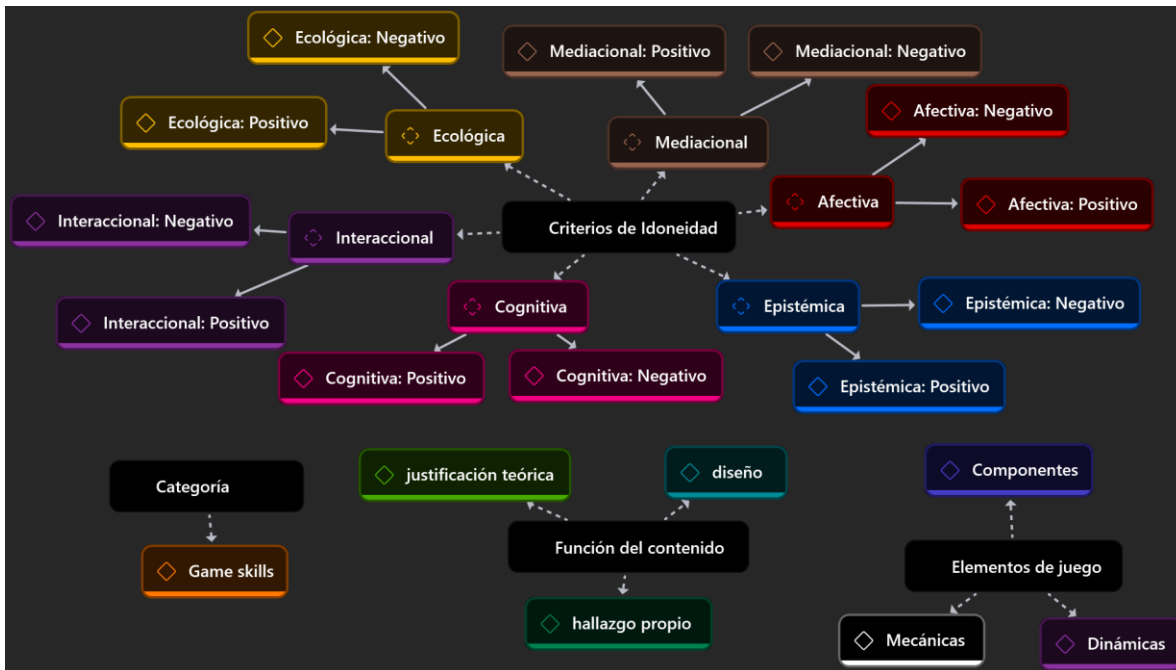 Ecológica: Negativo
Mediacional: Positivo
Mediacional: Negativo
Ecológica: Positivo
Ecológica
Mediacional
Afectiva: Negativo
Interaccional: Negativo
Interaccional
Criterios de Idoneidad
Afectiva
Afectiva: Positivo
Interaccional: Positivo
Cognitiva
Epistémica
Epistémica: Negativo
Cognitiva: Positivo
Cognitiva: Negativo
Epistémica: Positivo
Categoría
justificación teórica
diseño
Componentes
Game skills
Función del contenido
Elementos de juego
hallazgo propio
Mecánicas
Dinámicas